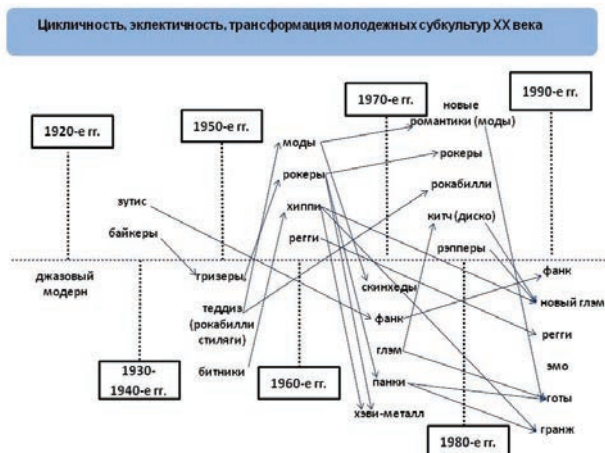 Цикличность, эклектичность, трансформация молодежных субкультур XX века
1920-е гг.
1950-е гг.
1970-е гг.
1990-е гг.
новые
романтики (моды)
моды
рокеры
рокеры
рокабилли
зутис
хиппи
китч (диско)
байкеры
регги
рэпперы
джазовый
модерн
гризеры
скинхеды
фанк
новый глэм
теддиз
(рокабилли
стиляги)
фанк
регги
глэм
эмо
битники
панки
готы
хэви-металл
гранж
1930-
1940-е гг.
1960-е гг.
1980-е гг.